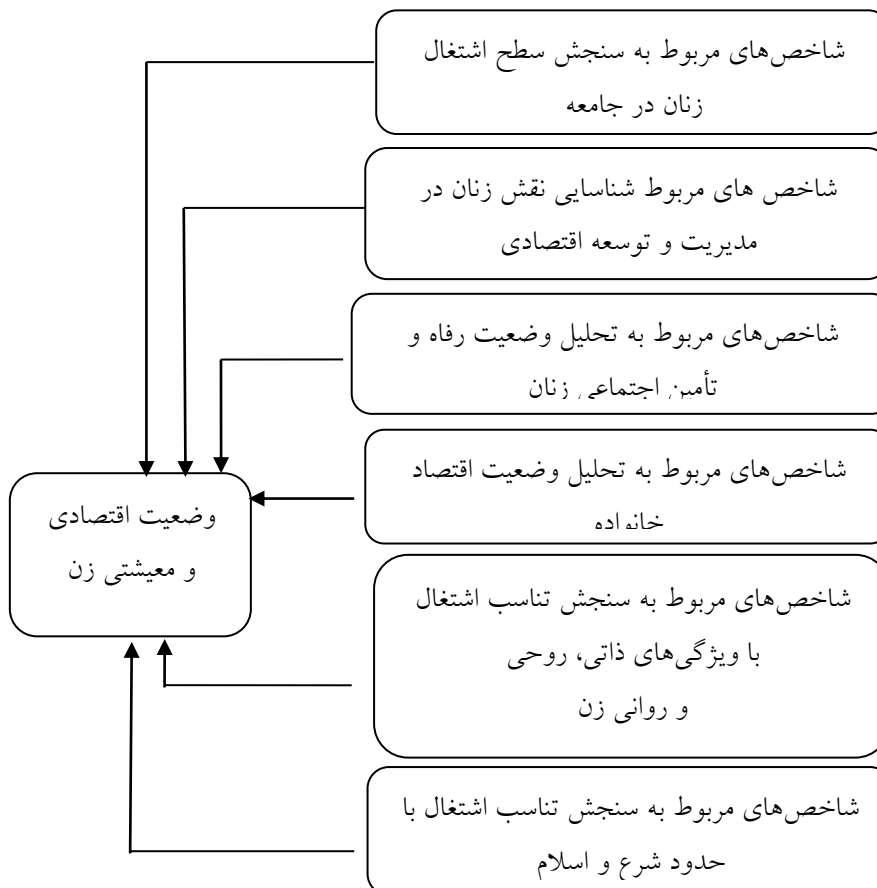 شاخص‌های مربوط به سنجش سطح اشتغال
زنان در جامعه
شاخص های مربوط شناسایی نقش زنان در
مدیریت و توسعه اقتصادی
شاخص‌های مربوط به تحلیل وضعیت رفاه و
تأمین اجتماعی زنان
شاخص‌های مربوط به تحلیل وضعیت اقتصاد
خانواده
وضعیت اقتصادی
و معیشتی زن
شاخص‌های مربوط به سنجش تناسب اشتغال
با ویژگی‌های ذاتی، روحی
و روانی زن
شاخص‌های مربوط به سنجش تناسب اشتغال با
حدود شرع و اسلام